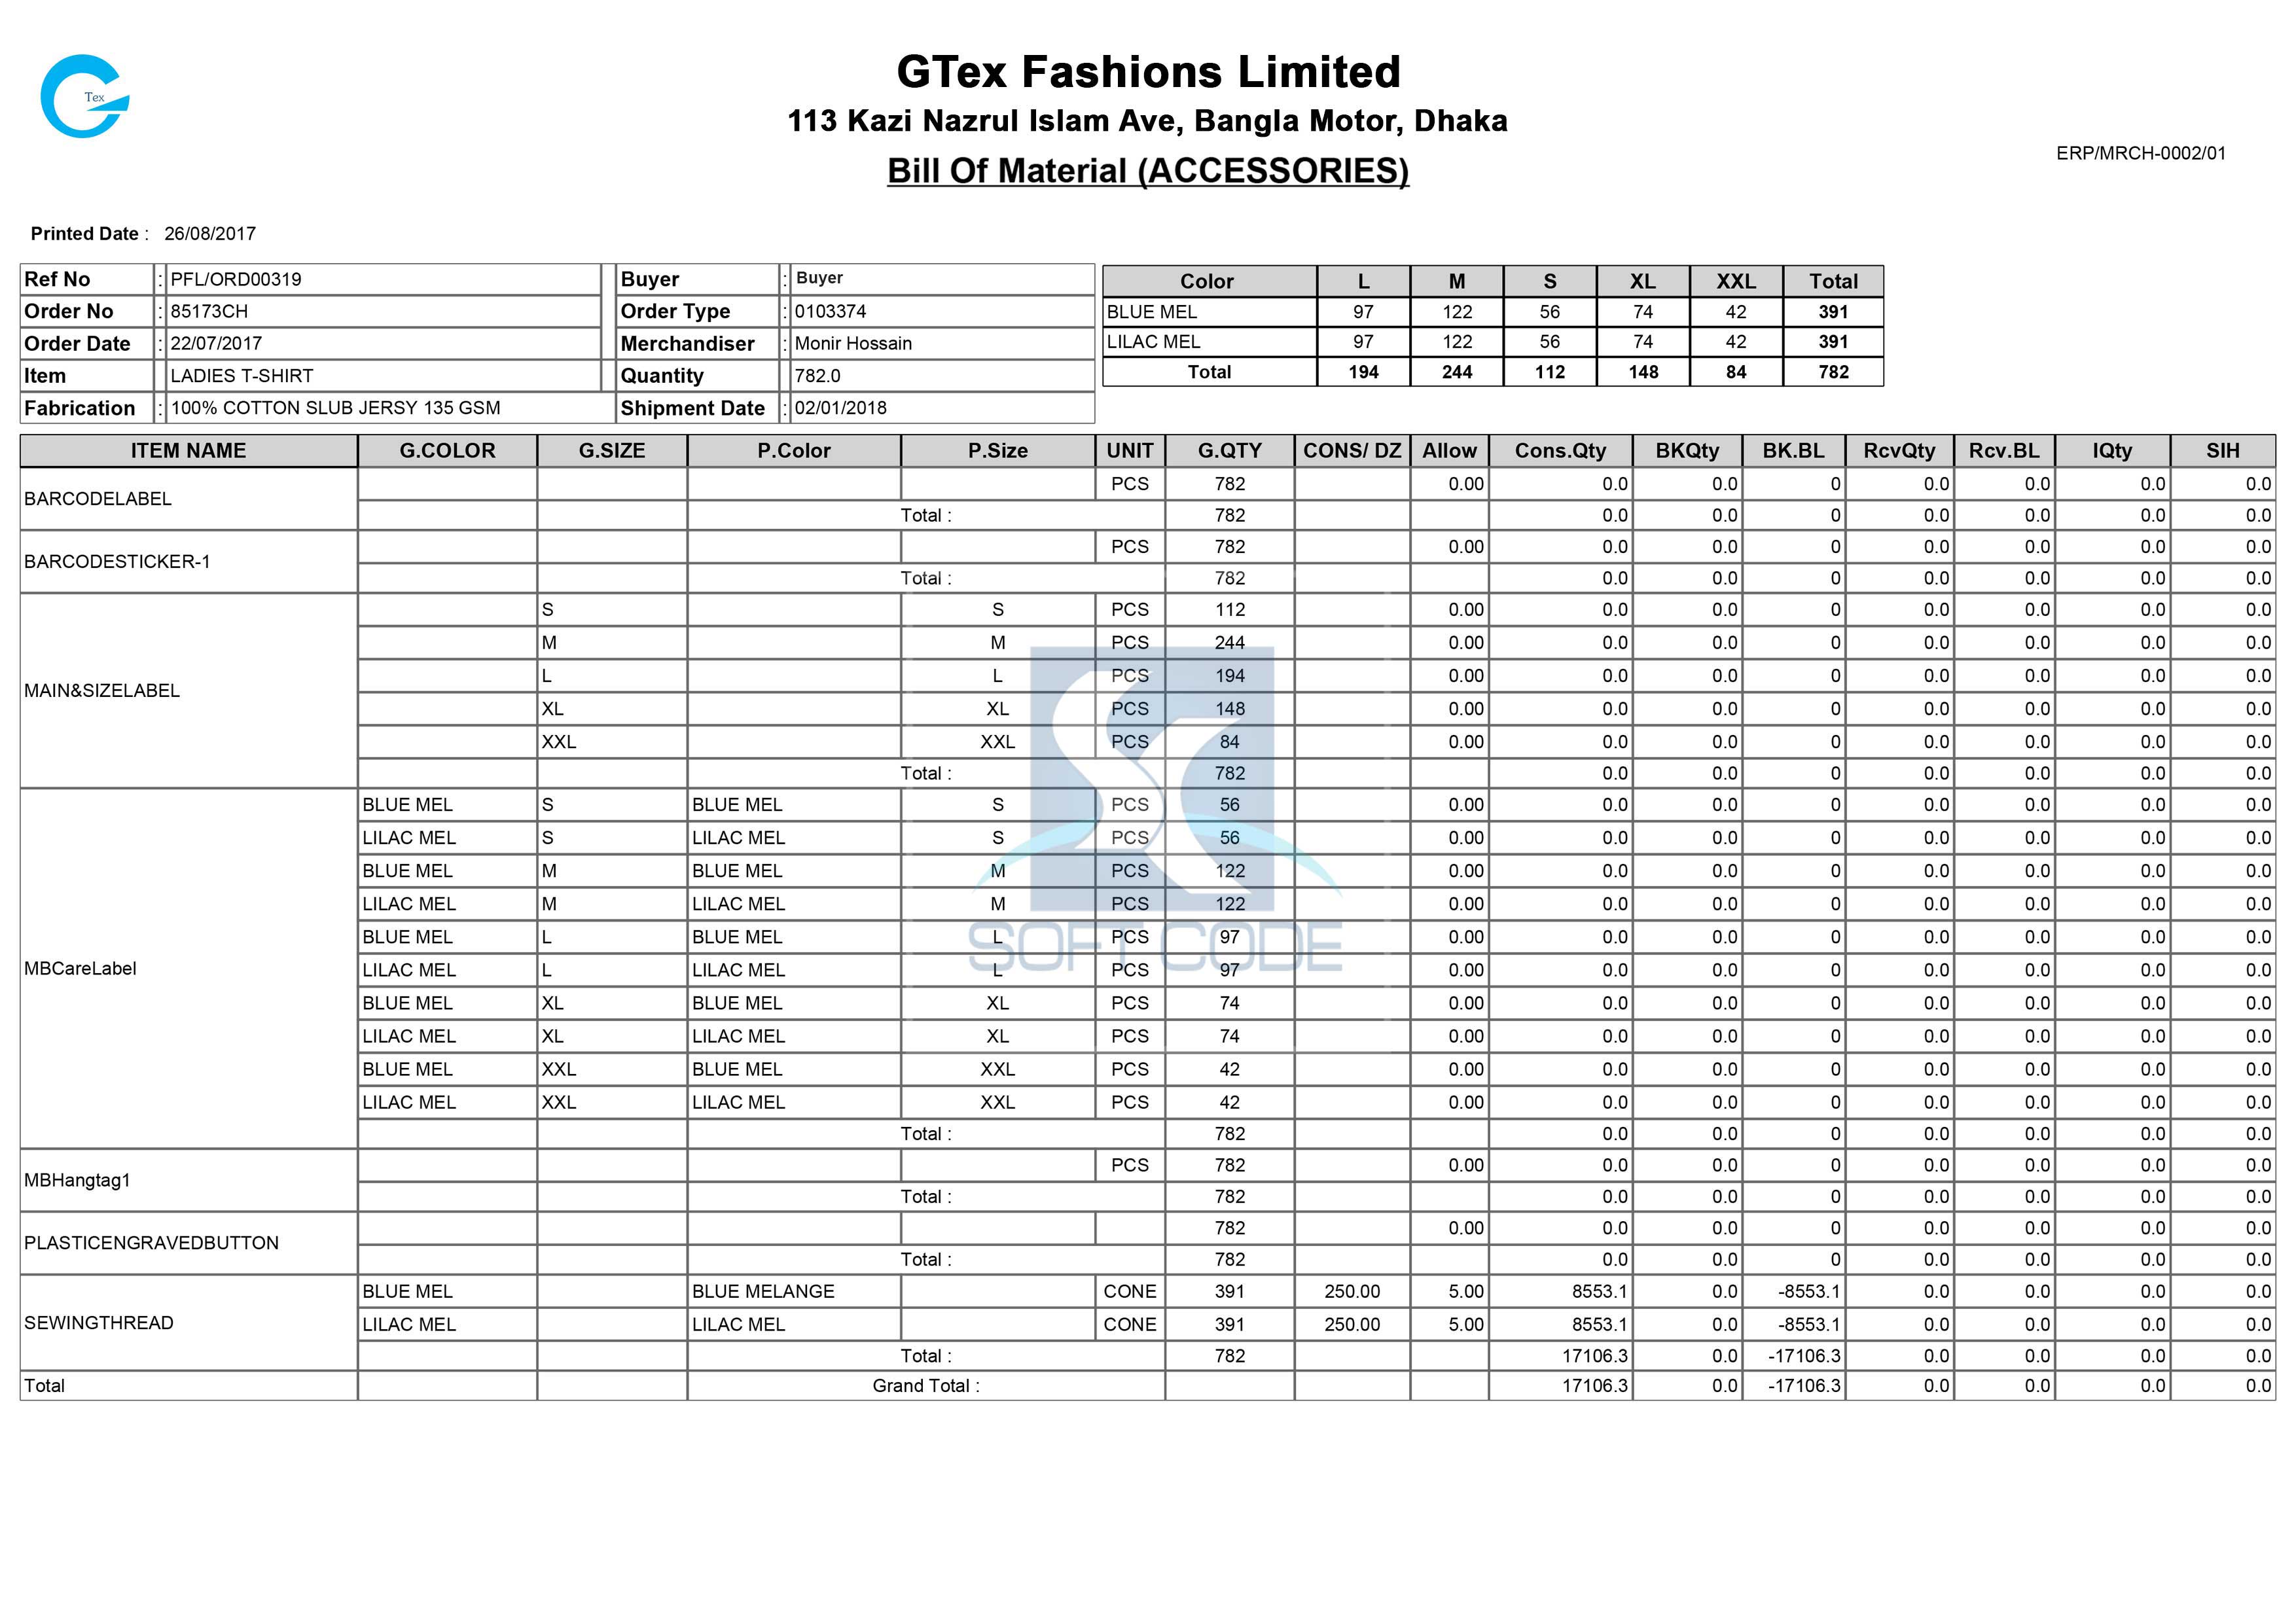 Tex
GTex Fashions Limited
113 Kazi Nazrul Islam Ave, Bangla Motor, Dhaka
Bill Of Material (ACCESSORIES)
ERP/MRCH-0002/01
Printed Date : 26/08/2017
Ref No : PFL/ORD00319 Buyer : Buyer
Order No : 85173CH Order Type : 0103374
Order Date : 22/07/2017 Merchandiser : Monir Hossain
Item LADIES T-SHIRT Quantity : 782.0
Fabrication : 100% COTTON SLUB JERSY 135 GSM Shipment Date : 02/01/2018
Color L M S XL XXL Total
BLUE MEL 97 122 56 74 42 391
LILAC MEL 97 122 56 74 42 391
Total 194 244 112 148 84 782
ITEM NAME G.COLOR G.SIZE P.Color P.Size UNIT G.QTY CONS/ DZ Allow Cons.Qty BKQty BK.BL RcvQty Rcv.BL IQty SIH
BARCODELABEL PCS 782 0.00 0.0 0.0 0 0.0 0.0 0.0 0.0
Total : 782 0.0 0.0 0 0.0 0.0 0.0 0.0
BARCODESTICKER-1 PCS 782 0.00 0.0 0.0 0 0.0 0.0 0.0 0.0
Total : 782 0.0 0.0 0 0.0 0.0 0.0 0.0
MAIN&SIZELABEL S S PCS 112 0.00 0.0 0.0 0 0.0 0.0 0.0 0.0
M M PCS 244 0.00 0.0 0.0 0 0.0 0.0 0.0 0.0
L L PCS 194 0.00 0.0 0.0 0 0.0 0.0 0.0 0.0
XL XL PCS 148 0.00 0.0 0.0 0 0.0 0.0 0.0 0.0
XXL XXL PCS 84 0.00 0.0 0.0 0 0.0 0.0 0.0 0.0
Total : 782 0.0 0.0 0 0.0 0.0 0.0 0.0
MBCareLabel BLUE MEL S BLUE MEL S PCS 56 0.00 0.0 0.0 0 0.0 0.0 0.0 0.0
LILAC MEL S LILAC MEL S PCS 56 0.00 0.0 0.0 0 0.0 0.0 0.0 0.0
BLUE MEL M BLUE MEL M PCS 122 0.00 0.0 0.0 0 0.0 0.0 0.0 0.0
LILAC MEL M LILAC MEL M PCS 122 0.00 0.0 0.0 0 0.0 0.0 0.0 0.0
BLUE MEL L BLUE MEL L PCS 97 0.00 0.0 0.0 0 0.0 0.0 0.0 0.0
LILAC MEL L LILAC MEL L PCS 97 0.00 0.0 0.0 0 0.0 0.0 0.0 0.0
BLUE MEL XL BLUE MEL XL PCS 74 0.00 0.0 0.0 0 0.0 0.0 0.0 0.0
LILAC MEL XL LILAC MEL XL PCS 74 0.00 0.0 0.0 0 0.0 0.0 0.0 0.0
BLUE MEL XXL BLUE MEL XXL PCS 42 0.00 0.0 0.0 0 0.0 0.0 0.0 0.0
LILAC MEL XXL LILAC MEL XXL PCS 42 0.00 0.0 0.0 0 0.0 0.0 0.0 0.0
Total : 782 0.0 0.0 0 0.0 0.0 0.0 0.0
MBHangtag1 PCS 782 0.00 0.0 0.0 0 0.0 0.0 0.0 0.0
Total : 782 0.0 0.0 0 0.0 0.0 0.0 0.0
PLASTICENGRAVEDBUTTON 782 0.00 0.0 0.0 0 0.0 0.0 0.0 0.0
Total : 782 0.0 0.0 0 0.0 0.0 0.0 0.0
SEWINGTHREAD BLUE MEL BLUE MELANGE CONE 391 250.00 5.00 8553.1 0.0 -8553.1 0.0 0.0 0.0 0.0
LILAC MEL LILAC MEL CONE 391 250.00 5.00 8553.1 0.0 -8553.1 0.0 0.0 0.0 0.0
Total : 782 17106.3 0.0 -17106.3 0.0 0.0 0.0 0.0
Total Grand Total : 17106.3 0.0 -17106.3 0.0 0.0 0.0 0.0
SOFT CODE